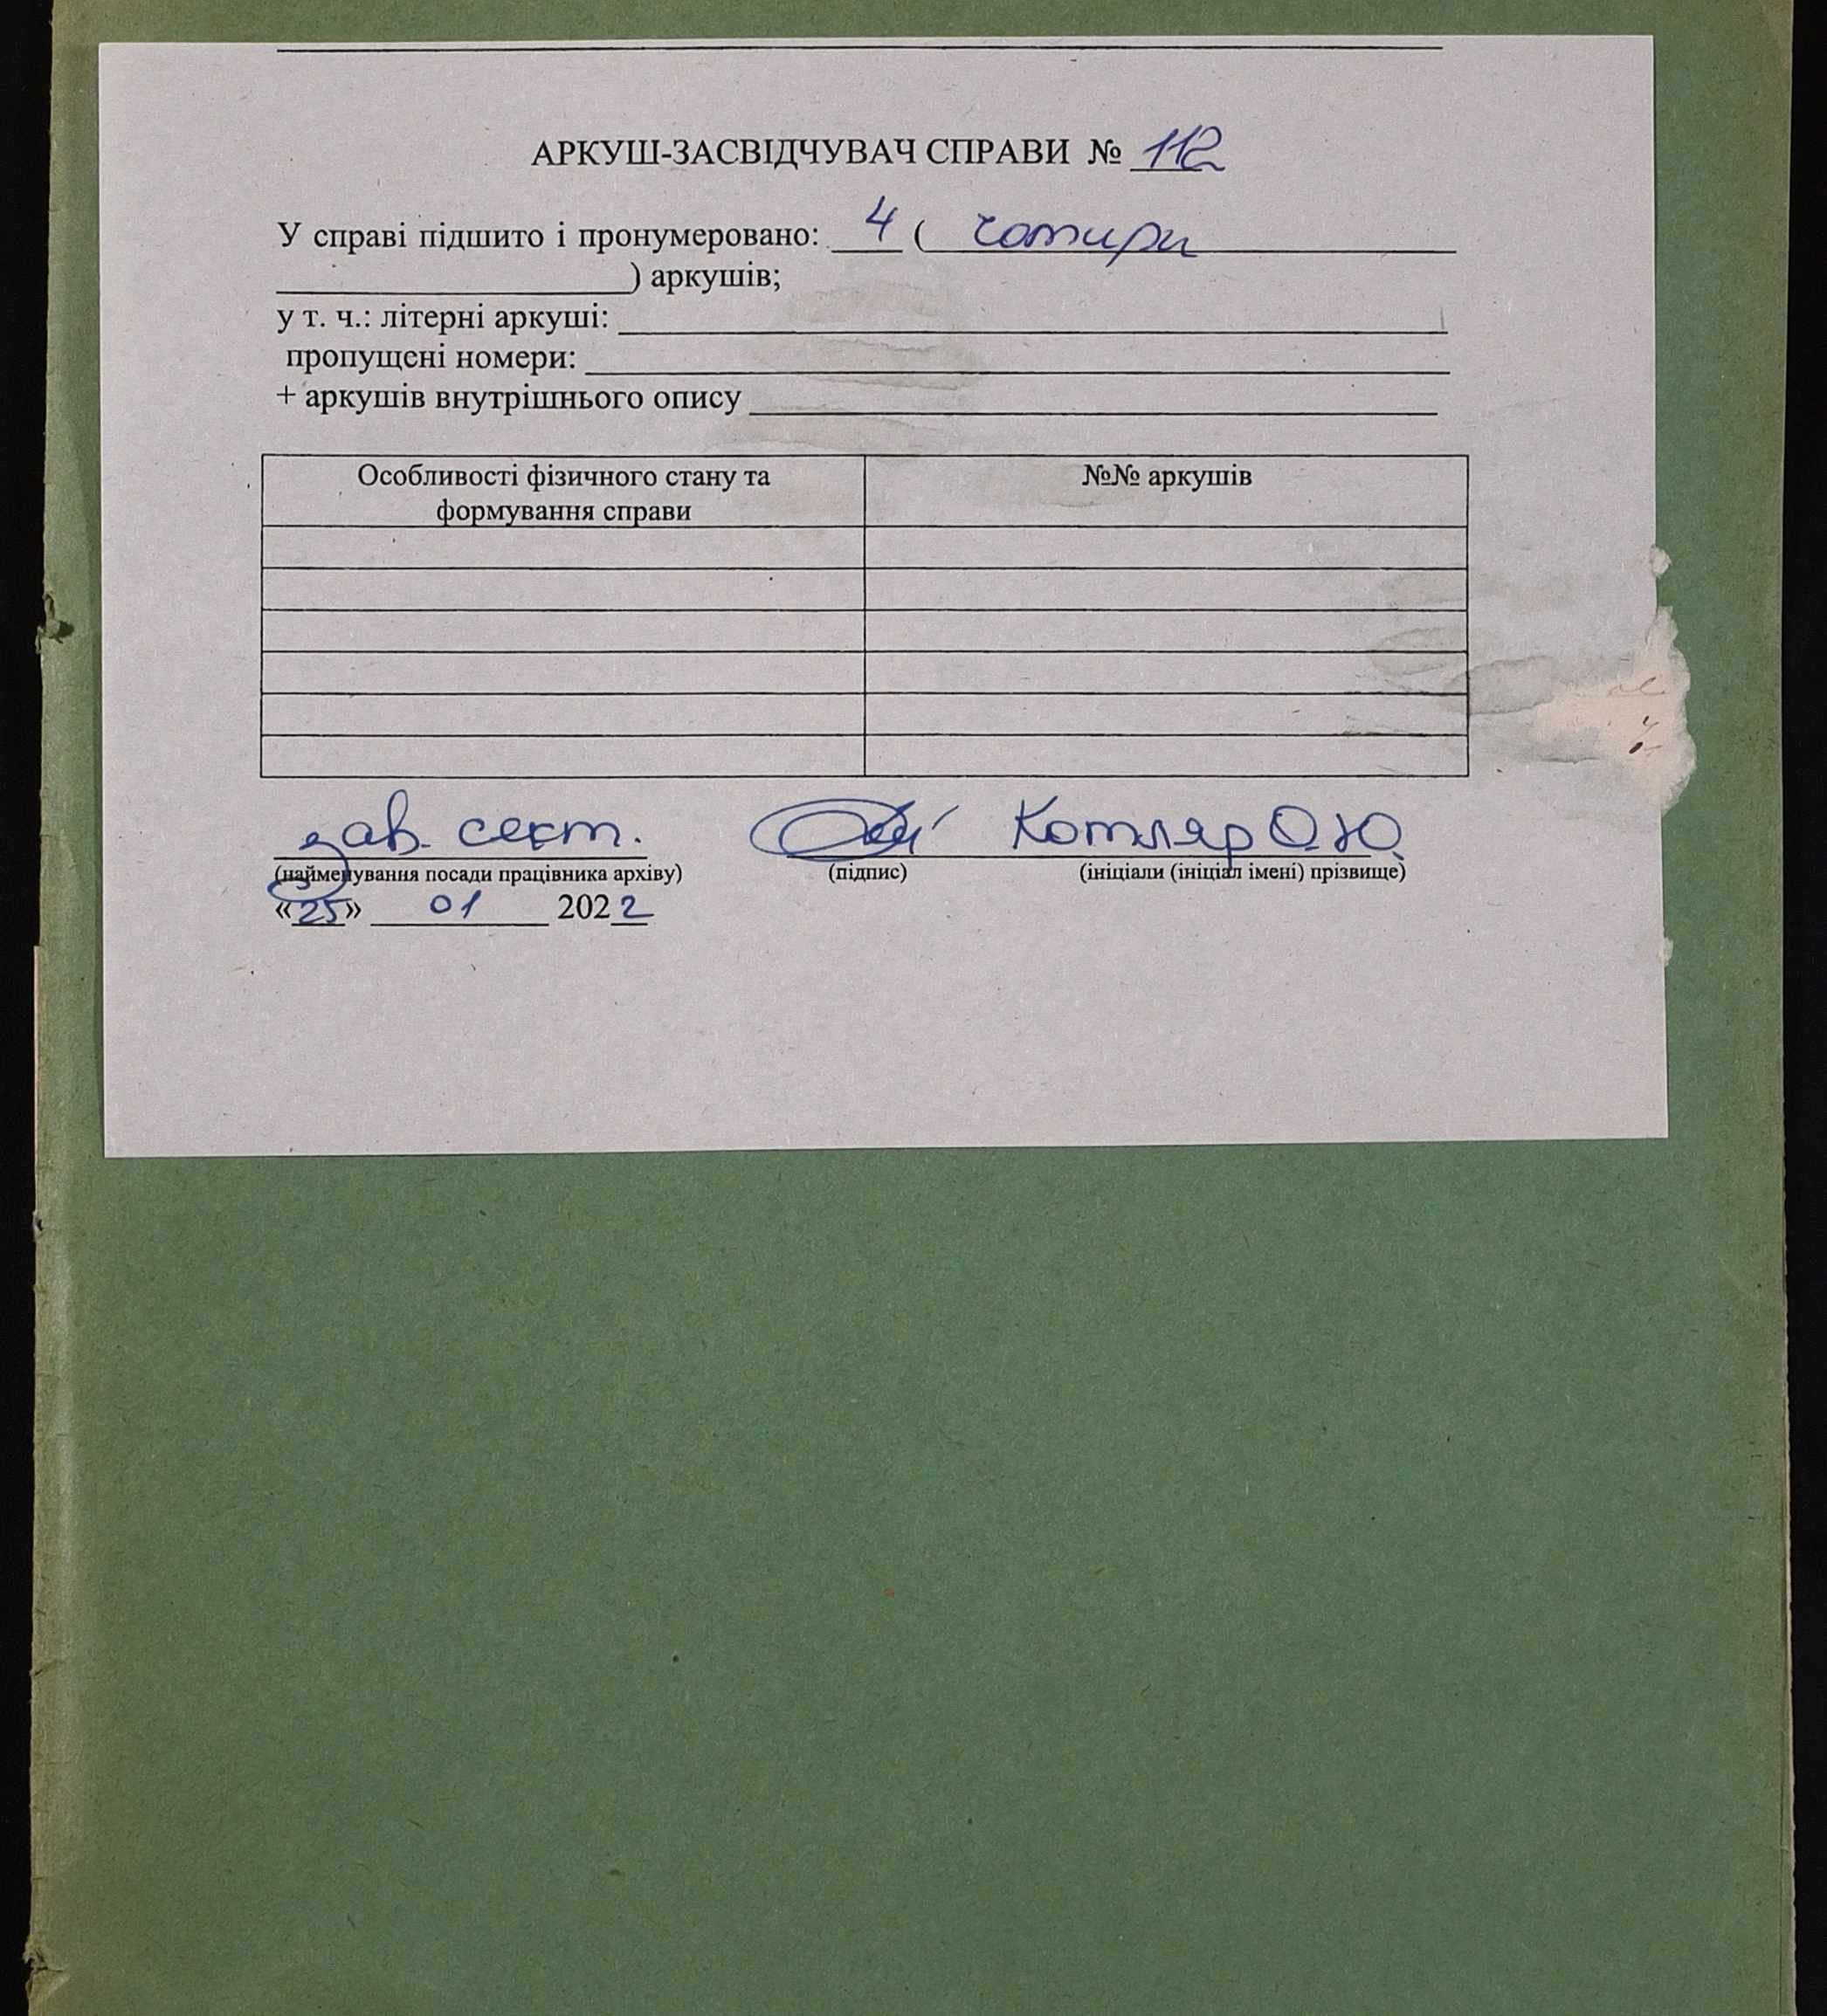 АРКУШ-ЗАСВІДЧУВАЧ СПРАВИ № 112
У справі підшито і пронумеровано: 4 ( чотири
) аркушів;
у т. ч.: літерні аркуші:
пропущені номери:
+ аркушів внутрішнього опису
Особливості фізичного стану та
формування справи
№№ аркушів
зав. сект. Котляр О.Ю.
(найменування посади працівника архіву) (підпис) (ініціали (ініціал імені) прізвище)
«25» 01 2022